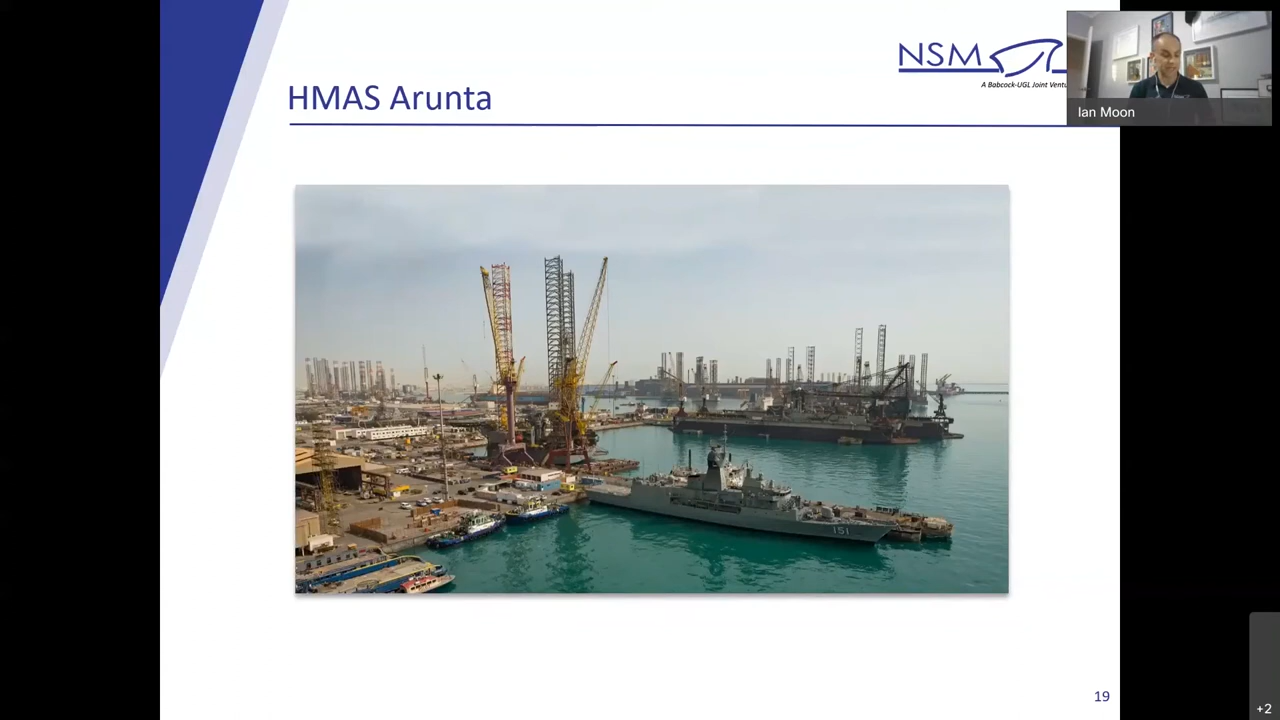 NSM
A Babcock-UGL Joint Ventu
HMAS Arunta
Ian Moon
151
19
+2